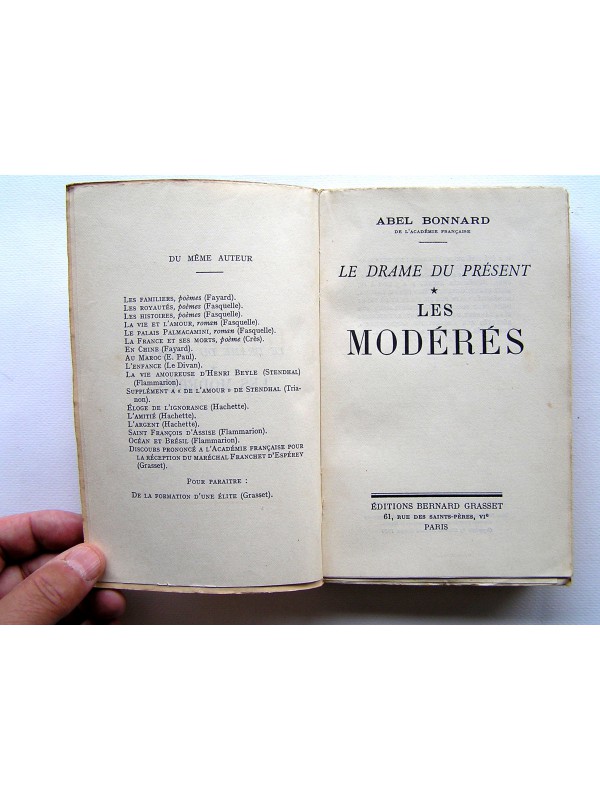 DU MÊME AUTEUR
LES FAMILIERS, poèmes (Fayard).
LES ROYAUTÉS, poèmes (Fasquelle).
LES HISTOIRES, poèmes (Fasquelle).
LA VIE ET L'AMOUR, roman (Fasquelle).
LE PALAIS PALMACAMINI, roman (Fasquelle).
LA FRANCE ET SES MORTS, poème (Crès).
EN CHINE (Fayard).
AU MAROC (E. Paul).
L'ENFANCE (Le Divan).
LA VIE AMOUREUSE D'HENRI BEYLE (STENDHAL)
(Flammarion).
SUPPLÉMENT A « DE L'AMOUR » DE STENDHAL (Tria-
non).
ÉLOGE DE L'IGNORANCE (Hachette).
L'AMITIÉ (Hachette).
L'ARGENT (Hachette).
SAINT FRANÇOIS D'ASSISE (Flammarion).
OCÉAN ET BRÉSIL (Flammarion).
DISCOURS PRONONCÉ A L'ACADÉMIE FRANÇAISE POUR
LA RÉCEPTION DU MARÉCHAL FRANCHET D'ESPÉREY
(Grasset).
POUR PARAITRE :
DE LA FORMATION D'UNE ÉLITE (Grasset).
ABEL BONNARD
DE L'ACADÉMIE FRANÇAISE
LE DRAME DU PRÉSENT
★
LES
MODÉRÉS
ÉDITIONS BERNARD GRASSET
61, RUE DES SAINTS-PÈRES, VIe
PARIS